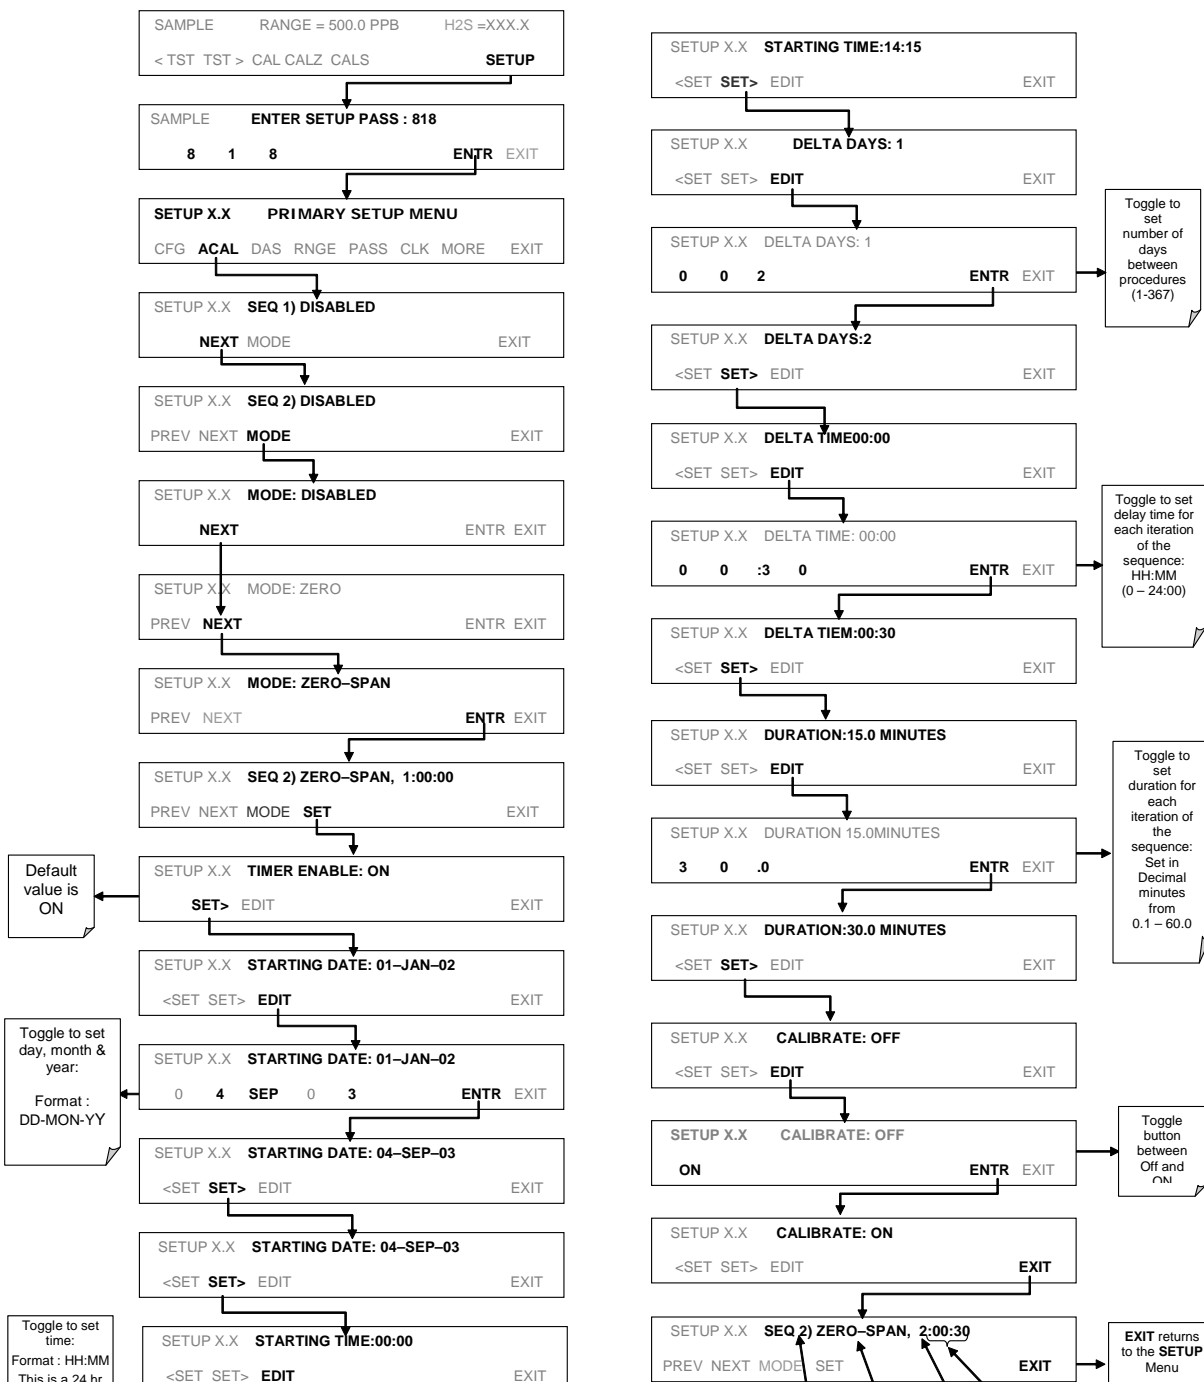 SAMPLE RANGE = 500.0 PPB H2S =XXX.X
< TST TST > CAL CALZ CALS SETUP
SAMPLE ENTER SETUP PASS : 818
8 1 8 ENTR EXIT
SETUP X.X PRIMARY SETUP MENU
CFG ACAL DAS RNGE PASS CLK MORE EXIT
SETUP X.X SEQ 1) DISABLED
NEXT MODE EXIT
SETUP X.X SEQ 2) DISABLED
PREV NEXT MODE EXIT
SETUP X.X MODE: DISABLED
NEXT ENTR EXIT
SETUP X.X MODE: ZERO
PREV NEXT ENTR EXIT
SETUP X.X MODE: ZERO–SPAN
PREV NEXT ENTR EXIT
SETUP X.X SEQ 2) ZERO–SPAN, 1:00:00
PREV NEXT MODE SET EXIT
Default
value is
ON
SETUP X.X TIMER ENABLE: ON
SET> EDIT EXIT
SETUP X.X STARTING DATE: 01–JAN–02
<SET SET> EDIT EXIT
Toggle to set
day, month &
year:
Format :
DD-MON-YY
SETUP X.X STARTING DATE: 01–JAN–02
0 4 SEP 0 3 ENTR EXIT
SETUP X.X STARTING DATE: 04–SEP–03
<SET SET> EDIT EXIT
SETUP X.X STARTING DATE: 04–SEP–03
<SET SET> EDIT EXIT
Toggle to set
time:
Format : HH:MM
This is a 24 hr
SETUP X.X STARTING TIME:00:00
<SET SET> EDIT EXIT
SETUP X.X STARTING TIME:14:15
<SET SET> EDIT EXIT
SETUP X.X DELTA DAYS: 1
<SET SET> EDIT EXIT
SETUP X.X DELTA DAYS: 1
0 0 2 ENTR EXIT
Toggle to
set
number of
days
between
procedures
(1-367)
SETUP X.X DELTA DAYS:2
<SET SET> EDIT EXIT
SETUP X.X DELTA TIME00:00
<SET SET> EDIT EXIT
SETUP X.X DELTA TIME: 00:00
0 0 :3 0 ENTR EXIT
Toggle to set
delay time for
each iteration
of the
sequence:
HH:MM
(0 – 24:00)
SETUP X.X DELTA TIEM:00:30
<SET SET> EDIT EXIT
SETUP X.X DURATION:15.0 MINUTES
<SET SET> EDIT EXIT
SETUP X.X DURATION 15.0MINUTES
3 0 .0 ENTR EXIT
Toggle to
set
duration for
each
iteration of
the
sequence:
Set in
Decimal
minutes
from
0.1 – 60.0
SETUP X.X DURATION:30.0 MINUTES
<SET SET> EDIT EXIT
SETUP X.X CALIBRATE: OFF
<SET SET> EDIT EXIT
SETUP X.X CALIBRATE: OFF
ON ENTR EXIT
Toggle
button
between
Off and
ON
SETUP X.X CALIBRATE: ON
<SET SET> EDIT EXIT
SETUP X.X SEQ 2) ZERO–SPAN, 2:00:30
PREV NEXT MODE SET EXIT
EXIT returns
to the SETUP
Menu